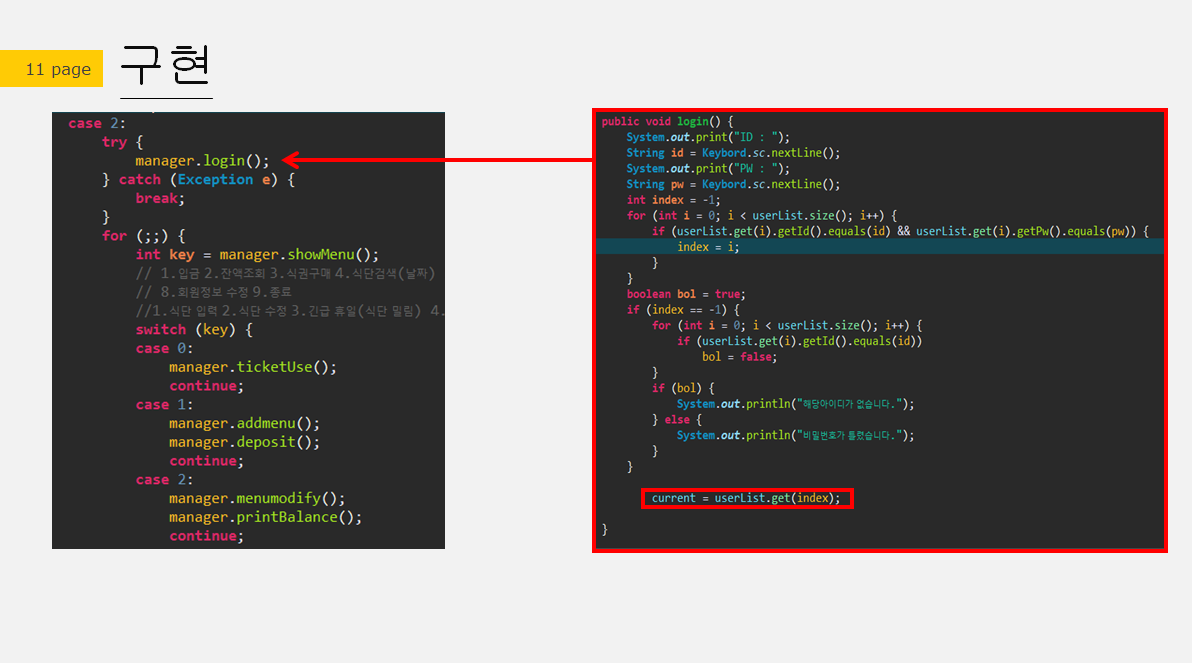 11 page
구현
case 2:
try {
manager.login();
} catch (Exception e) {
break;
}
for (;;) {
int key = manager.showMenu();
// 1.입금 2.잔액조회 3.식권구매 4.식단검색(날짜)
// 8.회원정보 수정 9.종료
//1.식단 입력 2.식단 수정 3.긴급 휴일(식단 밀림) 4.
switch (key) {
case 0:
manager.ticketUse();
continue;
case 1:
manager.addmenu();
manager.deposit();
continue;
case 2:
manager.menumodify();
manager.printBalance();
continue;
public void login() {
System.out.print("ID : ");
String id = Keybord.sc.nextLine();
System.out.print("PW : ");
String pw = Keybord.sc.nextLine();
int index = -1;
for (int i = 0; i < userList.size(); i++) {
if (userList.get(i).getId().equals(id) && userList.get(i).getPw().equals(pw)) {
index = i;
}
}
boolean bol = true;
if (index == -1) {
for (int i = 0; i < userList.size(); i++) {
if (userList.get(i).getId().equals(id))
bol = false;
}
if (bol) {
System.out.println("해당아이디가 없습니다.");
} else {
System.out.println("비밀번호가 틀렸습니다.");
}
}
current = userList.get(index);
}